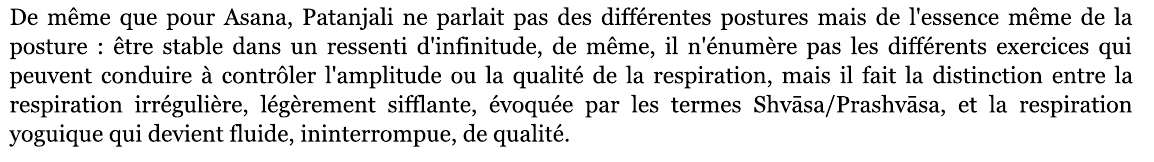 De même que pour Asana, Patanjali ne parlait pas des différentes postures mais de l'essence même de la
posture : être stable dans un ressenti d'infinitude, de même, il n'énumère pas les différents exercices qui
peuvent conduire à contrôler l'amplitude ou la qualité de la respiration, mais il fait la distinction entre la
respiration irrégulière, légèrement sifflante, évoquée par les termes Shvāsa/Prashvāsa, et la respiration
yoguique qui devient fluide, ininterrompue, de qualité.